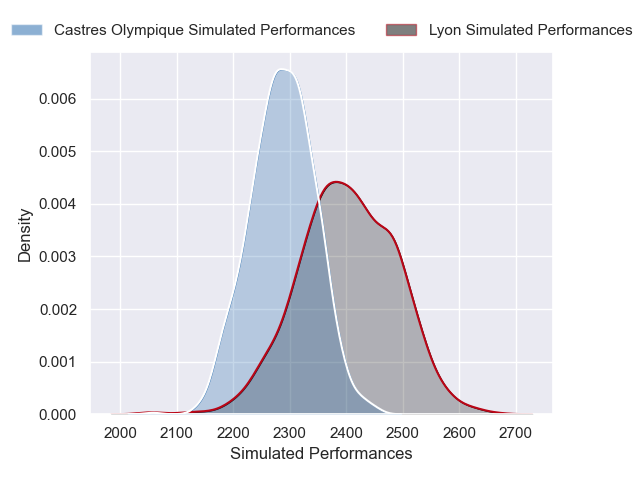 Castres Olympique Simulated Performances
Lyon Simulated Performances
0.006
0.005
0.004
0.003
0.002
0.001
0.000
Density
2000 2100 2200 2300 2400 2500 2600 2700
Simulated Performances